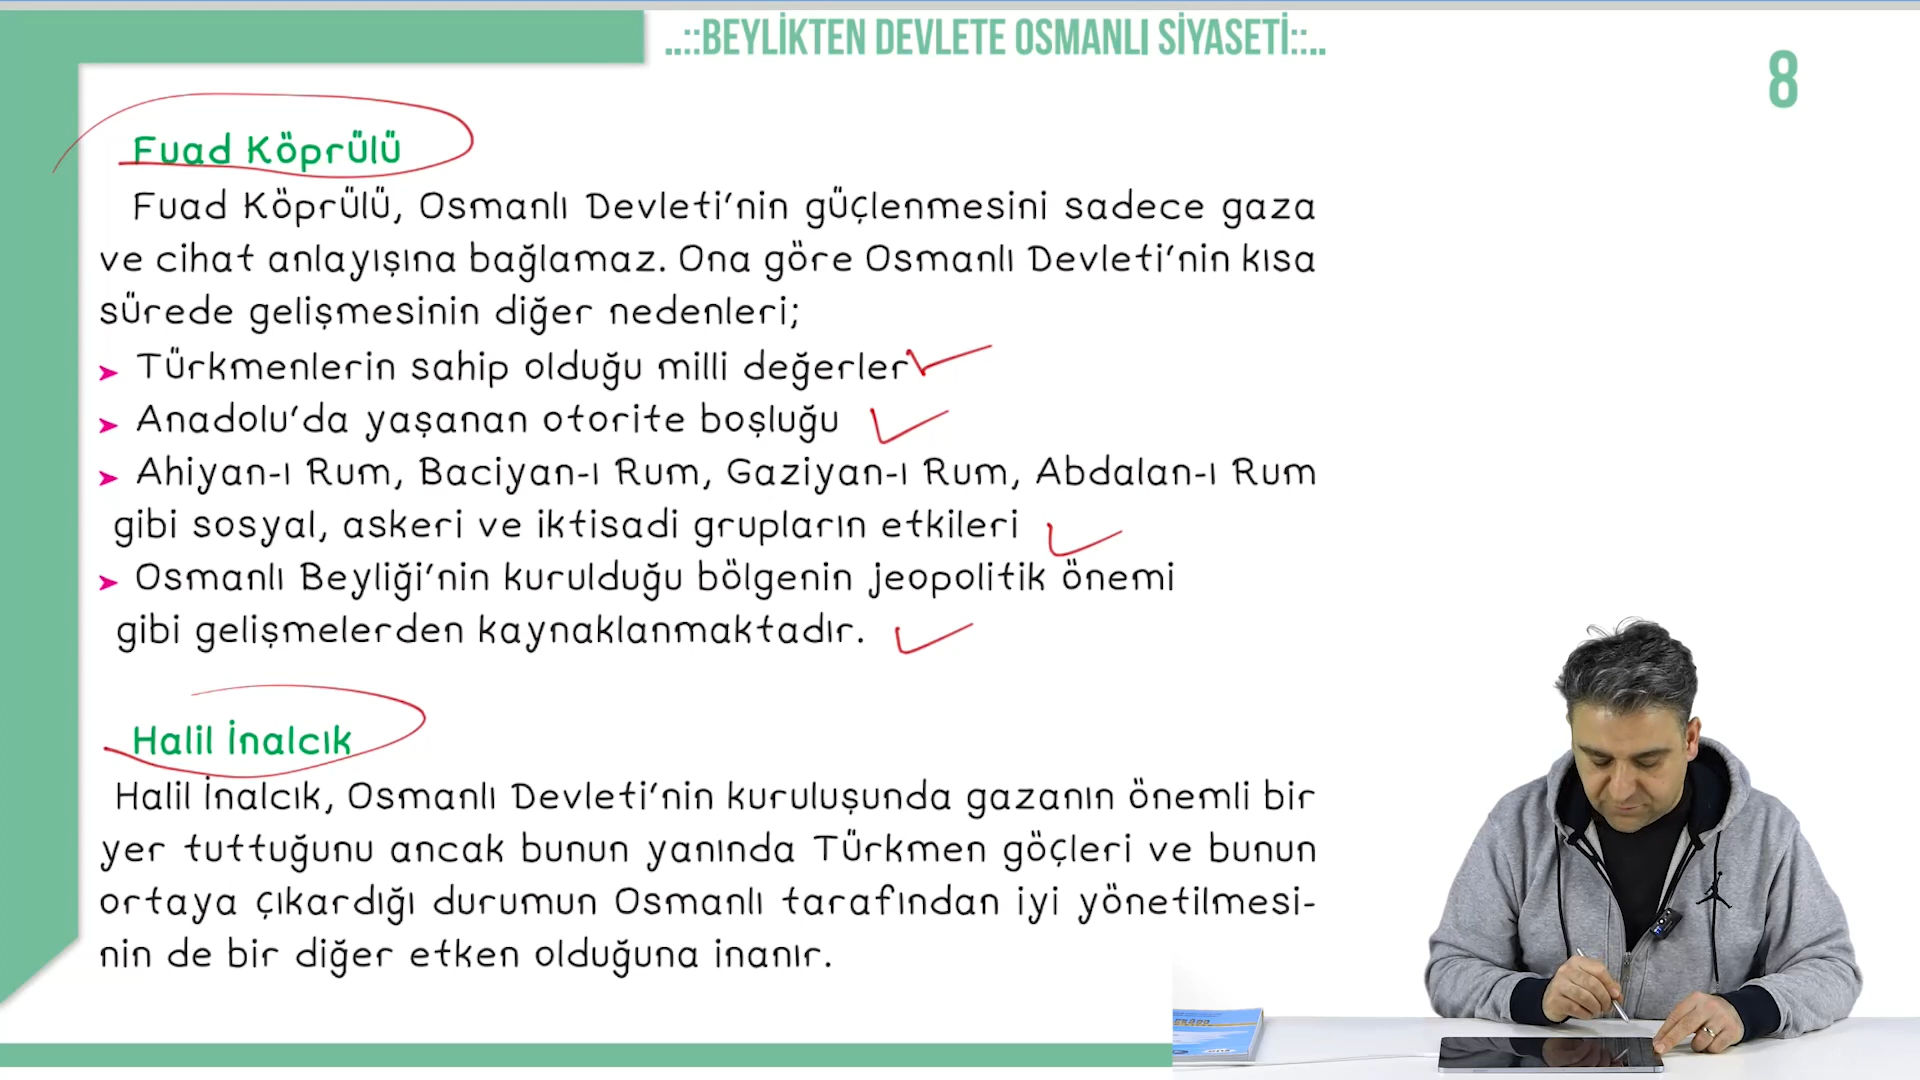 ..::BEYLİKTEN DEVLETE OSMANLI SİYASETİ::..
8
Fuad Köprülü
Fuad Köprülü, Osmanlı Devleti'nin güçlenmesini sadece gaza
ve cihat anlayışına bağlamaz. Ona göre Osmanlı Devleti'nin kısa
sürede gelişmesinin diğer nedenleri;
➤ Türkmenlerin sahip olduğu milli değerler
➤ Anadolu'da yaşanan otorite boşluğu
➤ Ahiyan-ı Rum, Baciyan-ı Rum, Gaziyan-ı Rum, Abdalan-ı Rum
gibi sosyal, askeri ve iktisadi grupların etkileri
➤ Osmanlı Beyliği'nin kurulduğu bölgenin jeopolitik önemi
gibi gelişmelerden kaynaklanmaktadır.
Halil İnalcık
Halil İnalcık, Osmanlı Devleti'nin kuruluşunda gazanın önemli bir
yer tuttuğunu ancak bunun yanında Türkmen göçleri ve bunun
ortaya çıkardığı durumun Osmanlı tarafından iyi yönetilmesi-
nin de bir diğer etken olduğuna inanır.